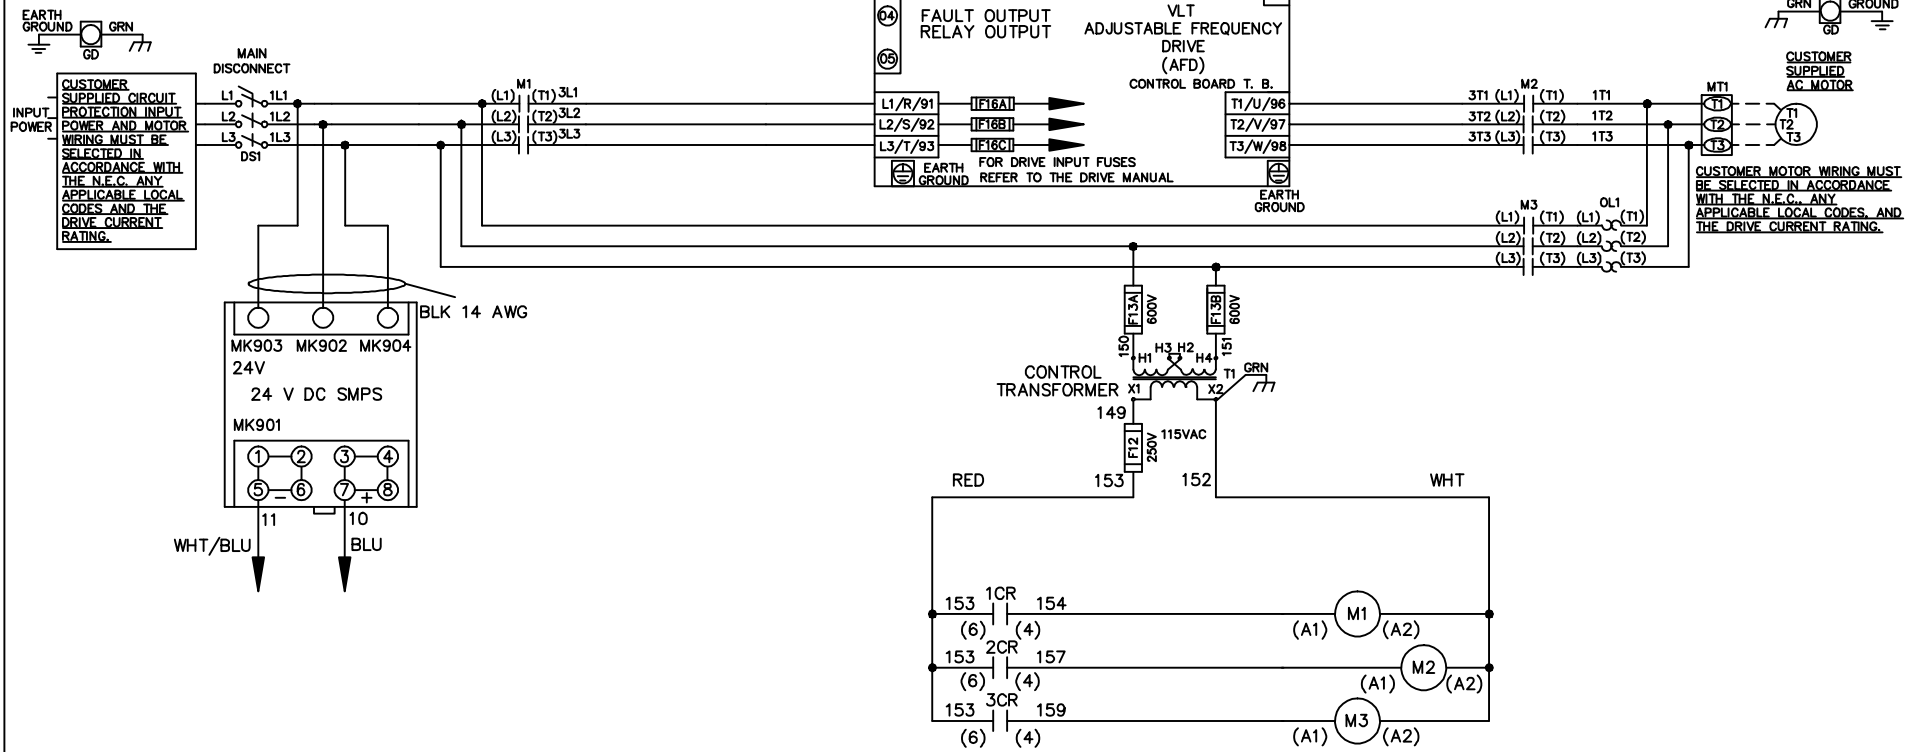 EARTH
GROUND
GRN
GD
04
FAULT OUTPUT
RELAY OUTPUT
05
VLT
ADJUSTABLE FREQUENCY
DRIVE
(AFD)
CONTROL BOARD T. B.
GRN
GROUND
GD
CUSTOMER
SUPPLIED
AC MOTOR
INPUT
POWER
CUSTOMER
SUPPLIED CIRCUIT
PROTECTION INPUT
POWER AND MOTOR
WIRING MUST BE
SELECTED IN
ACCORDANCE WITH
THE N.E.C. ANY
APPLICABLE LOCAL
CODES AND THE
DRIVE CURRENT
RATING.
MAIN
DISCONNECT
L1 1L1
L2 1L2
L3 1L3
DS1
M1
(L1) (T1) 3L1
(L2) (T2) 3L2
(L3) (T3) 3L3
L1/R/91
L2/S/92
L3/T/93
F16A
F16B
F16C
EARTH
GROUND
FOR DRIVE INPUT FUSES
REFER TO THE DRIVE MANUAL
T1/U/96
T2/V/97
T3/W/98
EARTH
GROUND
M2
3T1 (L1) (T1) 1T1
3T2 (L2) (T2) 1T2
3T3 (L3) (T3) 1T3
MT1
T1
T2
T3
T1
T2
T3
CUSTOMER MOTOR WIRING MUST
BE SELECTED IN ACCORDANCE
WITH THE N.E.C., ANY
APPLICABLE LOCAL CODES, AND
THE DRIVE CURRENT RATING.
M3 OL1
(L1) (T1) (L1) (T1)
(L2) (T2) (L2) (T2)
(L3) (T3) (L3) (T3)
BLK 14 AWG
MK903 MK902 MK904
24V
24 V DC SMPS
MK901
1 2 3 4
5 - 6 7 + 8
11 10
WHT/BLU BLU
F13A
600V
F13B
600V
150
151
H1 H3 H2 H4
CONTROL
TRANSFORMER
X1 X2
T1
GRN
149
F12
250V
115VAC
153 152
RED WHT
153 1CR 154
(6) (4)
M1
(A1) (A2)
153 2CR 157
(6) (4)
M2
(A1) (A2)
153 3CR 159
(6) (4)
M3
(A1) (A2)